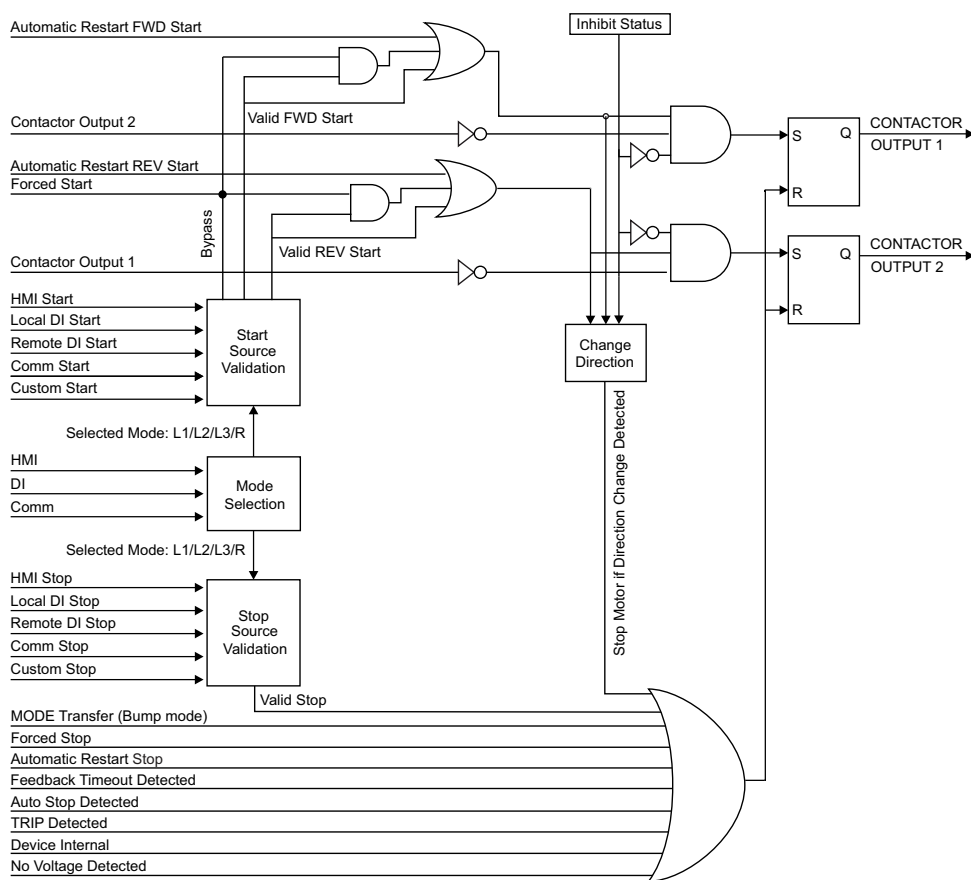 Automatic Restart FWD Start
Inhibit Status
Valid FWD Start
Contactor Output 2
S
Q
CONTACTOR
OUTPUT 1
R
Automatic Restart REV Start
Forced Start
Bypass
Valid REV Start
Contactor Output 1
S
Q
CONTACTOR
OUTPUT 2
R
HMI Start
Local DI Start
Remote DI Start
Comm Start
Custom Start
Start
Source
Validation
Change
Direction
Selected Mode: L1/L2/L3/R
HMI
DI
Comm
Mode
Selection
Selected Mode: L1/L2/L3/R
Stop Motor if Direction Change Detected
HMI Stop
Local DI Stop
Remote DI Stop
Comm Stop
Custom Stop
Stop
Source
Validation
Valid Stop
MODE Transfer (Bump mode)
Forced Stop
Automatic Restart Stop
Feedback Timeout Detected
Auto Stop Detected
TRIP Detected
Device Internal
No Voltage Detected